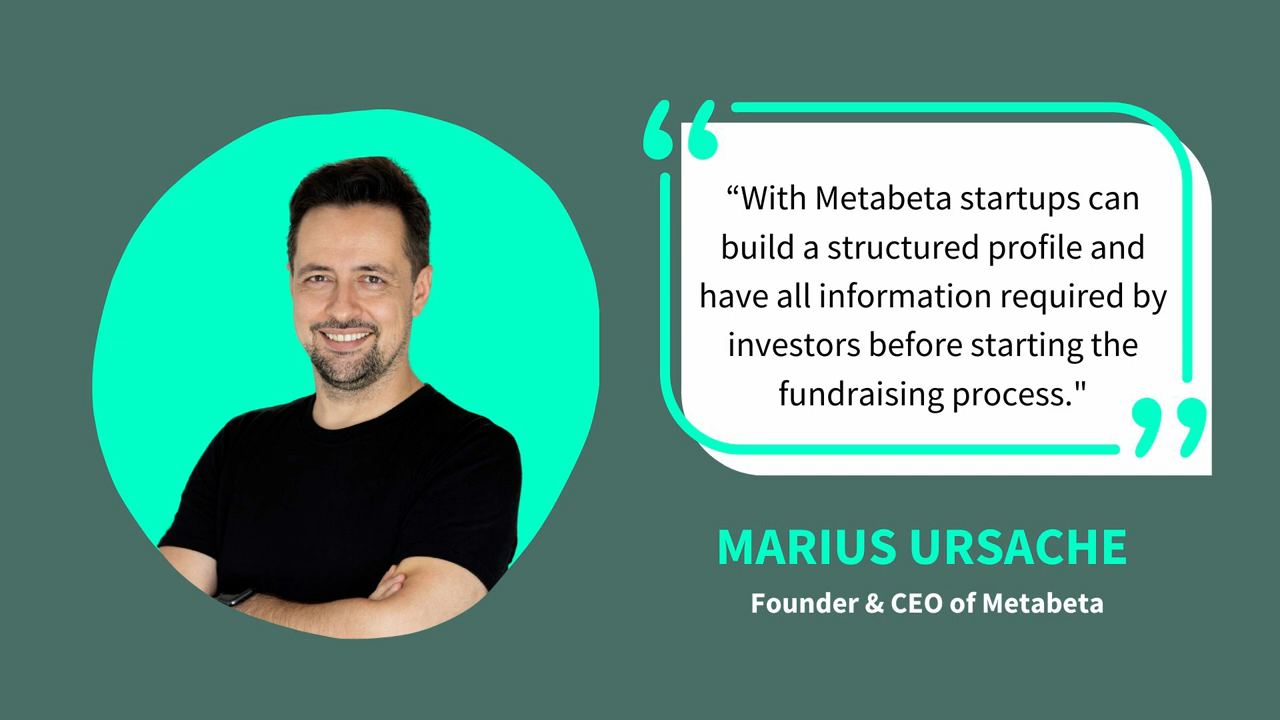 “With Metabeta startups can
build a structured profile and
have all information required by
investors before starting the
fundraising process."
MARIUS URSACHE
Founder & CEO of Metabeta